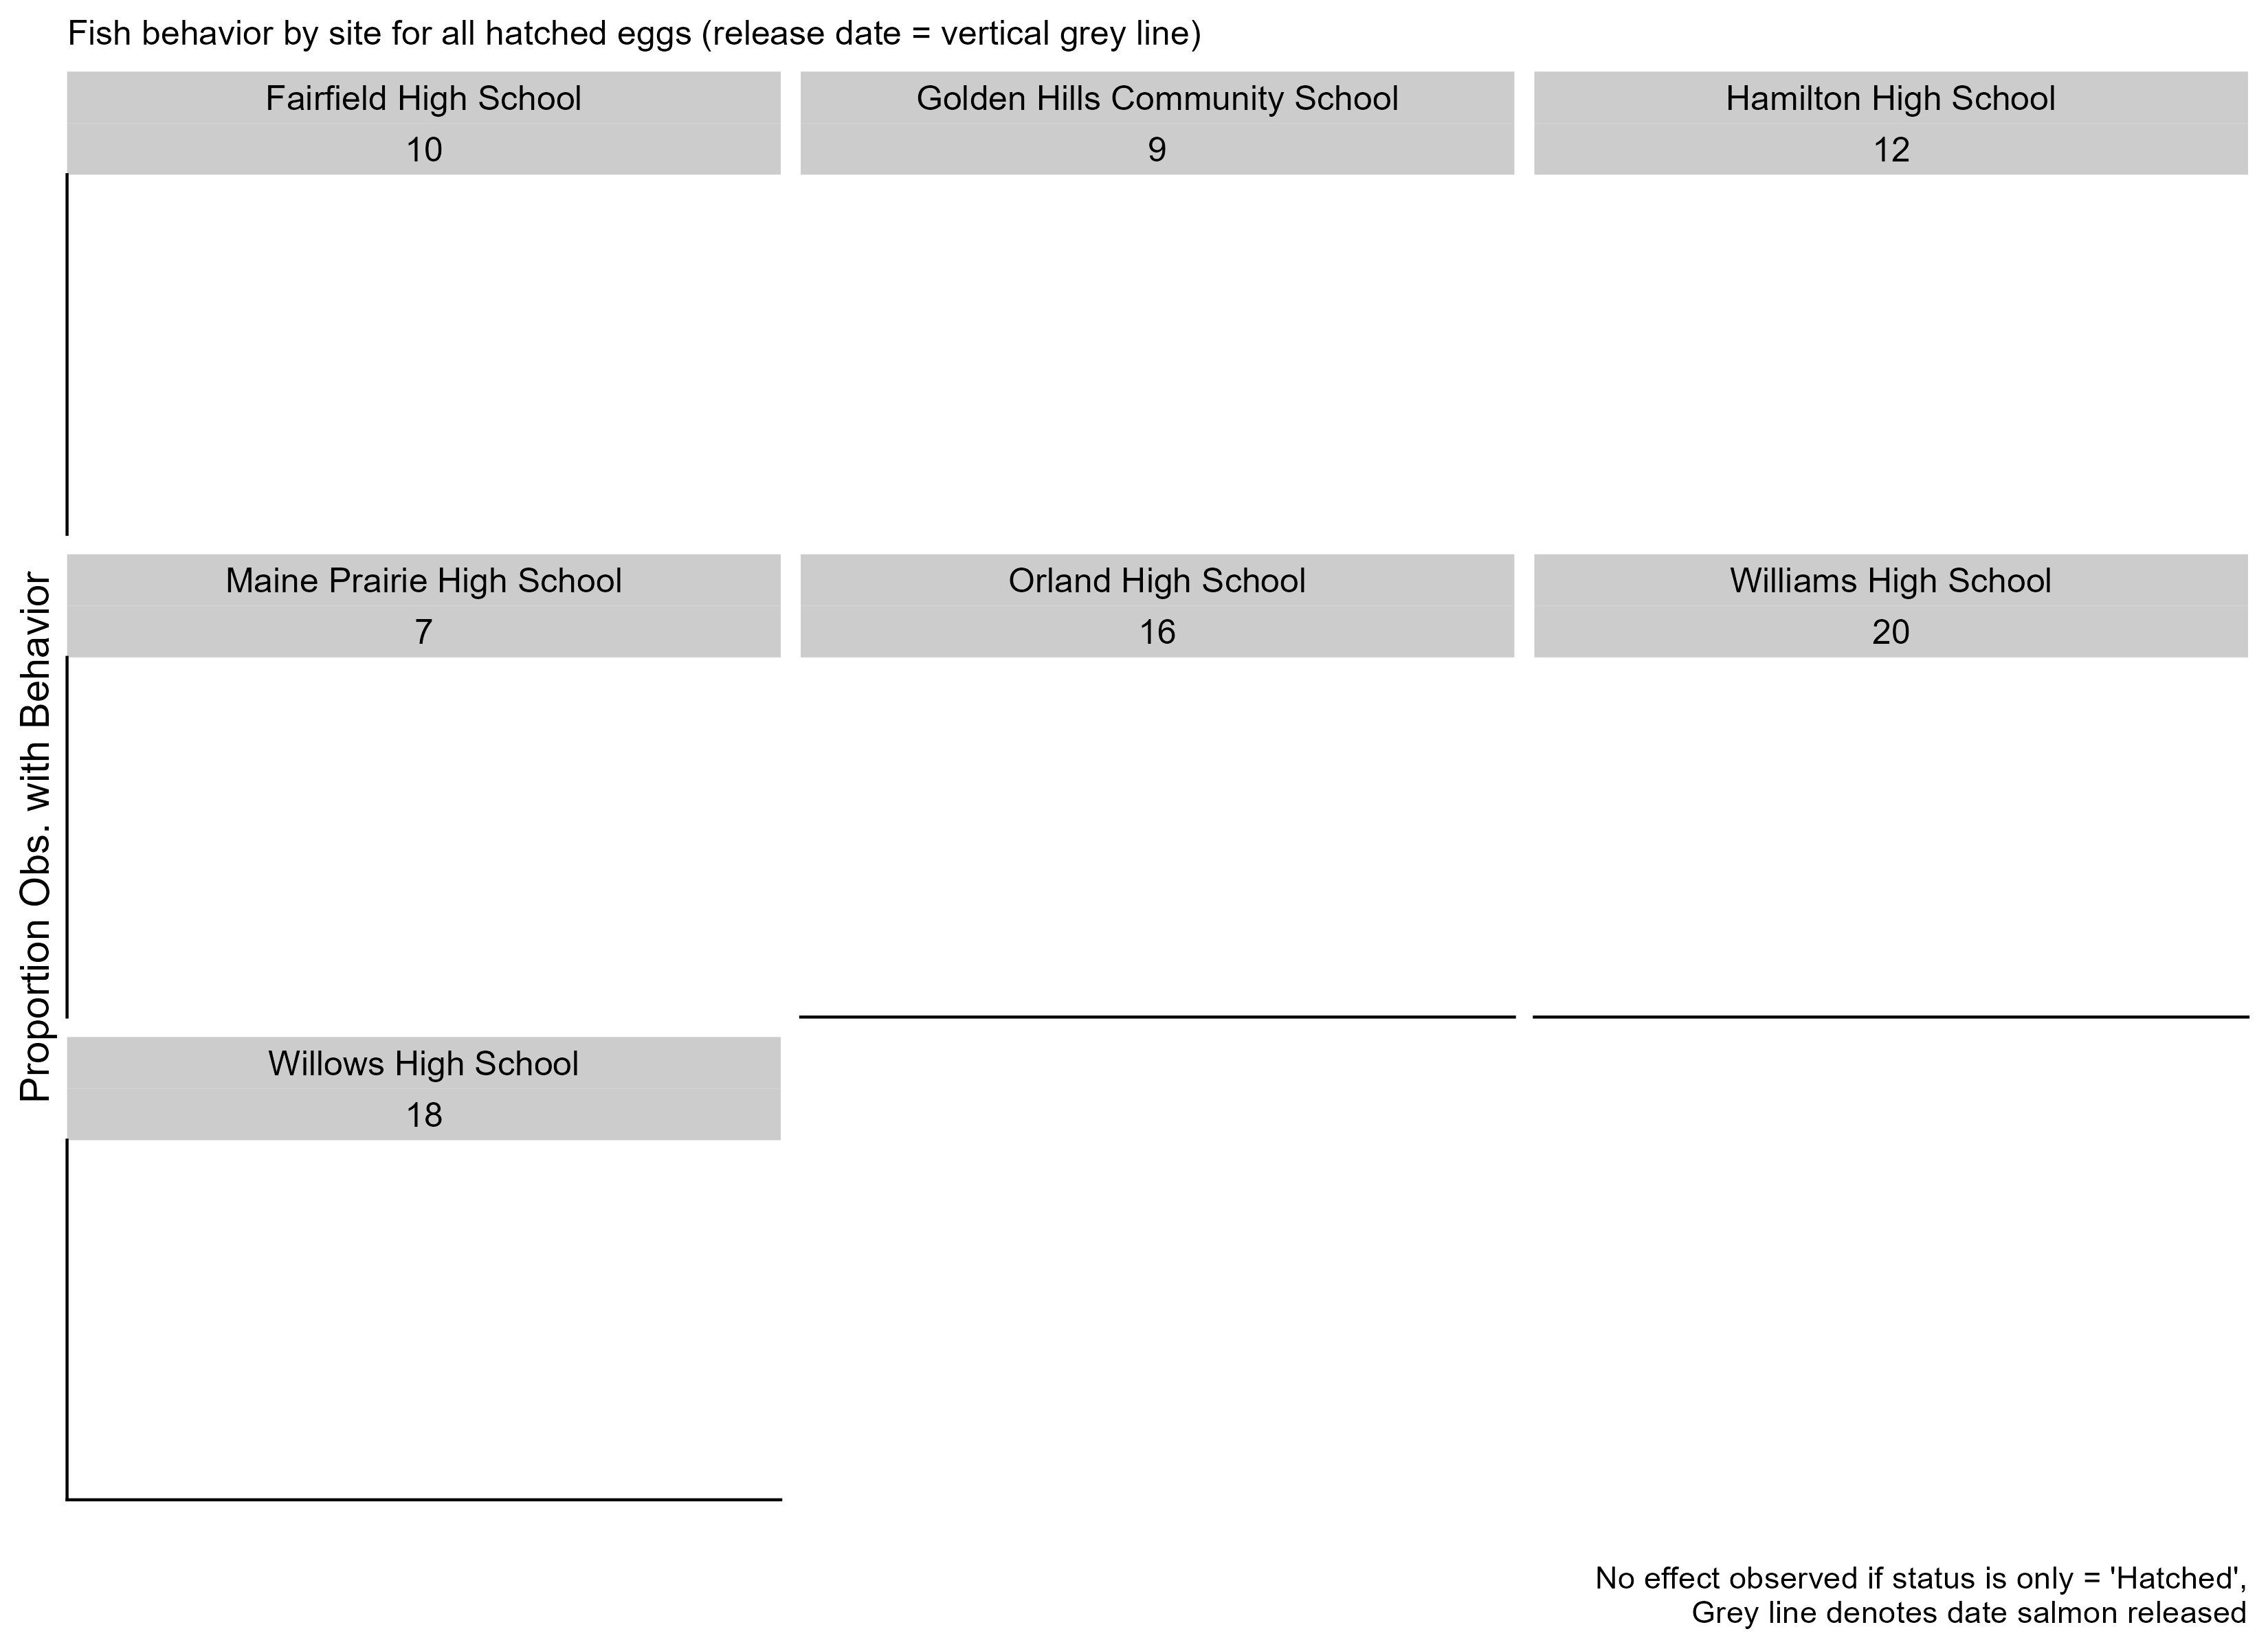 Fish behavior by site for all hatched eggs (release date = vertical grey line)
Fairfield High School
10
Golden Hills Community School
9
Hamilton High School
12
Proportion Obs. with Behavior
Maine Prairie High School
7
Orland High School
16
Williams High School
20
Willows High School
18
No effect observed if status is only = 'Hatched',
Grey line denotes date salmon released